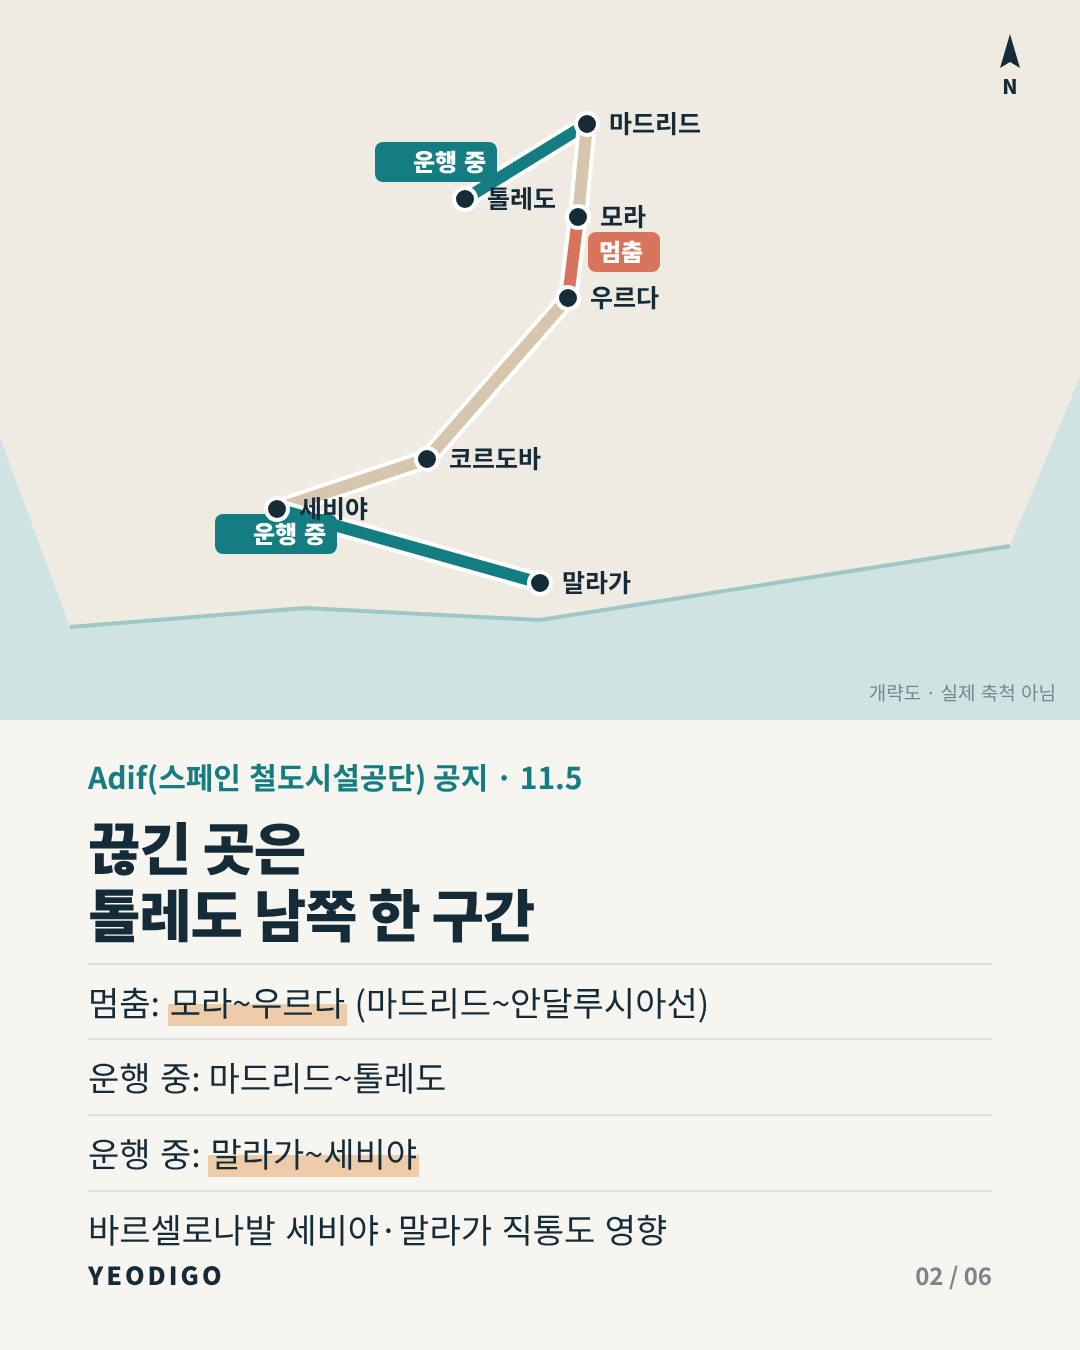 N
마드리드
운행 중
톨레도
모라
멈춤
우르다
코르도바
세비야
운행 중
말라가
개략도 · 실제 축척 아님
Adif(스페인 철도시설공단) 공지 · 11.5
끊긴 곳은
톨레도 남쪽 한 구간
멈춤: 모라~우르다 (마드리드~안달루시아선)
운행 중: 마드리드~톨레도
운행 중: 말라가~세비야
바르셀로나발 세비야·말라가 직통도 영향
YEODIGO
02 / 06